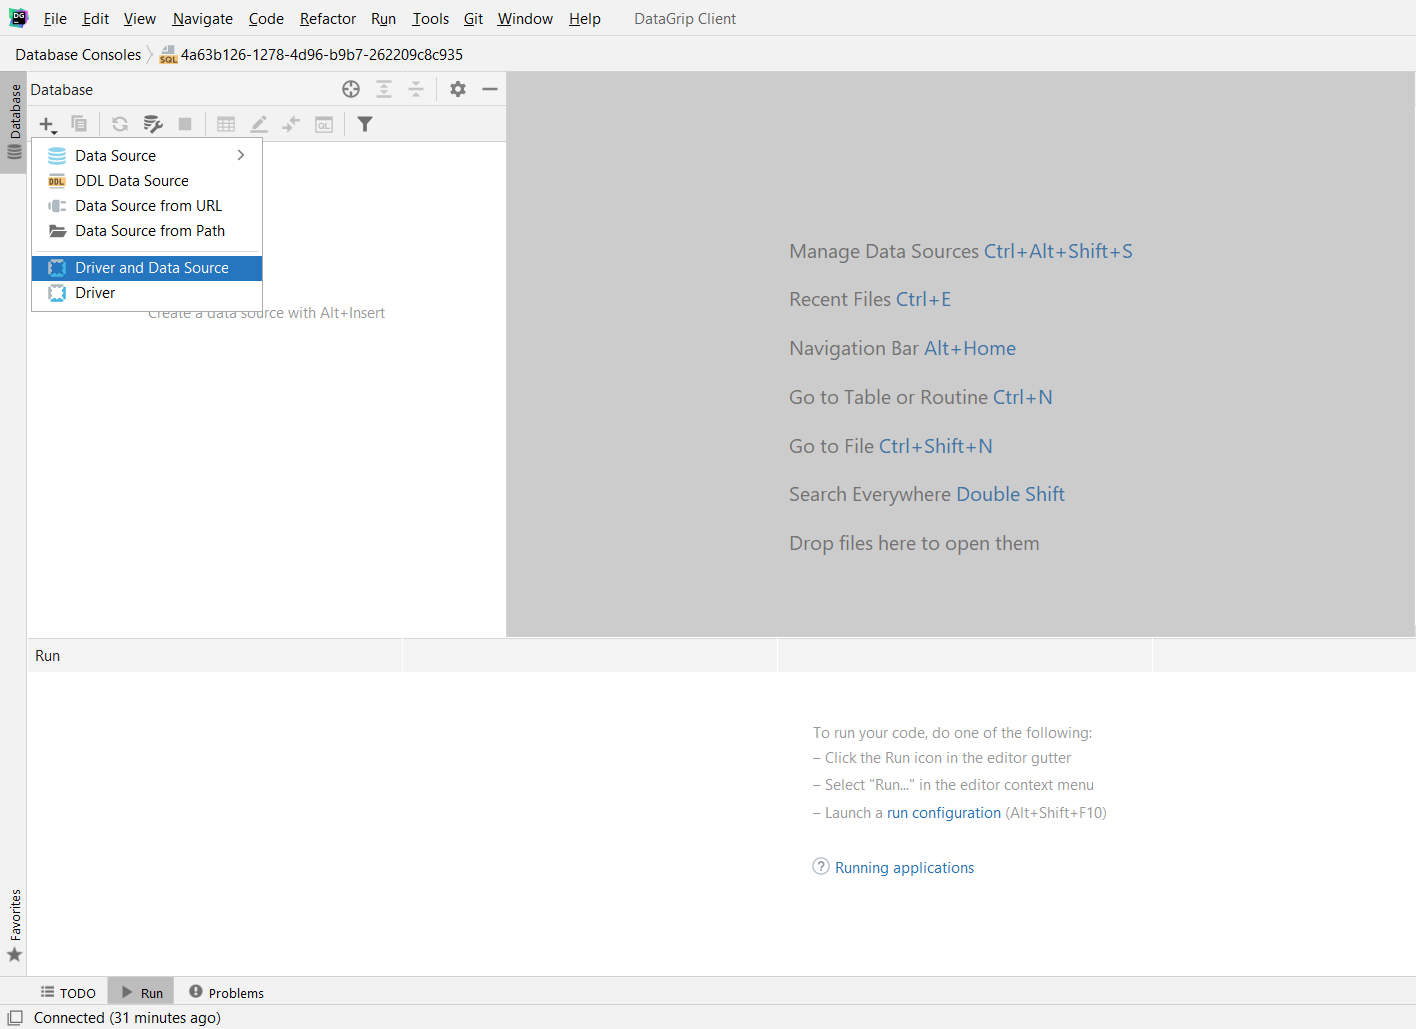 DG File Edit View Navigate Code Refactor Run Tools Git Window Help DataGrip Client
Database Consoles SQL 4a63b126-1278-4d96-b9b7-262209c8c935
Database
Database
QL
Data Source
DDL DDL Data Source
Data Source from URL
Data Source from Path
Driver and Data Source
Driver
Create a data source with Alt+Insert
Manage Data Sources Ctrl+Alt+Shift+S
Recent Files Ctrl+E
Navigation Bar Alt+Home
Go to Table or Routine Ctrl+N
Go to File Ctrl+Shift+N
Search Everywhere Double Shift
Drop files here to open them
Run
To run your code, do one of the following:
– Click the Run icon in the editor gutter
– Select "Run..." in the editor context menu
– Launch a run configuration (Alt+Shift+F10)
? Running applications
Favorites
TODO Run Problems
Connected (31 minutes ago)